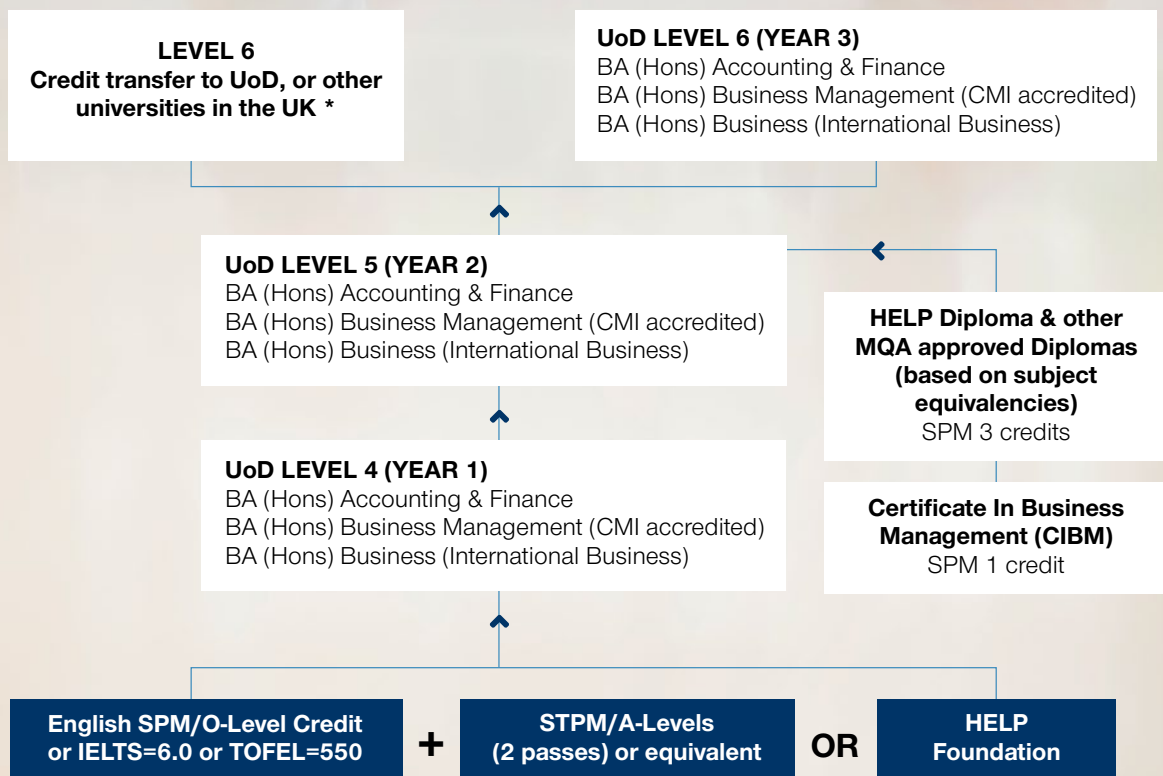 LEVEL 6
Credit transfer to UoD, or other
universities in the UK *
UoD LEVEL 6 (YEAR 3)
BA (Hons) Accounting & Finance
BA (Hons) Business Management (CMI accredited)
BA (Hons) Business (International Business)
UoD LEVEL 5 (YEAR 2)
BA (Hons) Accounting & Finance
BA (Hons) Business Management (CMI accredited)
BA (Hons) Business (International Business)
HELP Diploma & other
MQA approved Diplomas
(based on subject
equivalencies)
SPM 3 credits
UoD LEVEL 4 (YEAR 1)
BA (Hons) Accounting & Finance
BA (Hons) Business Management (CMI accredited)
BA (Hons) Business (International Business)
Certificate In Business
Management (CIBM)
SPM 1 credit
English SPM/O-Level Credit
or IELTS=6.0 or TOFEL=550
+
STPM/A-Levels
(2 passes) or equivalent
OR
HELP
Foundation